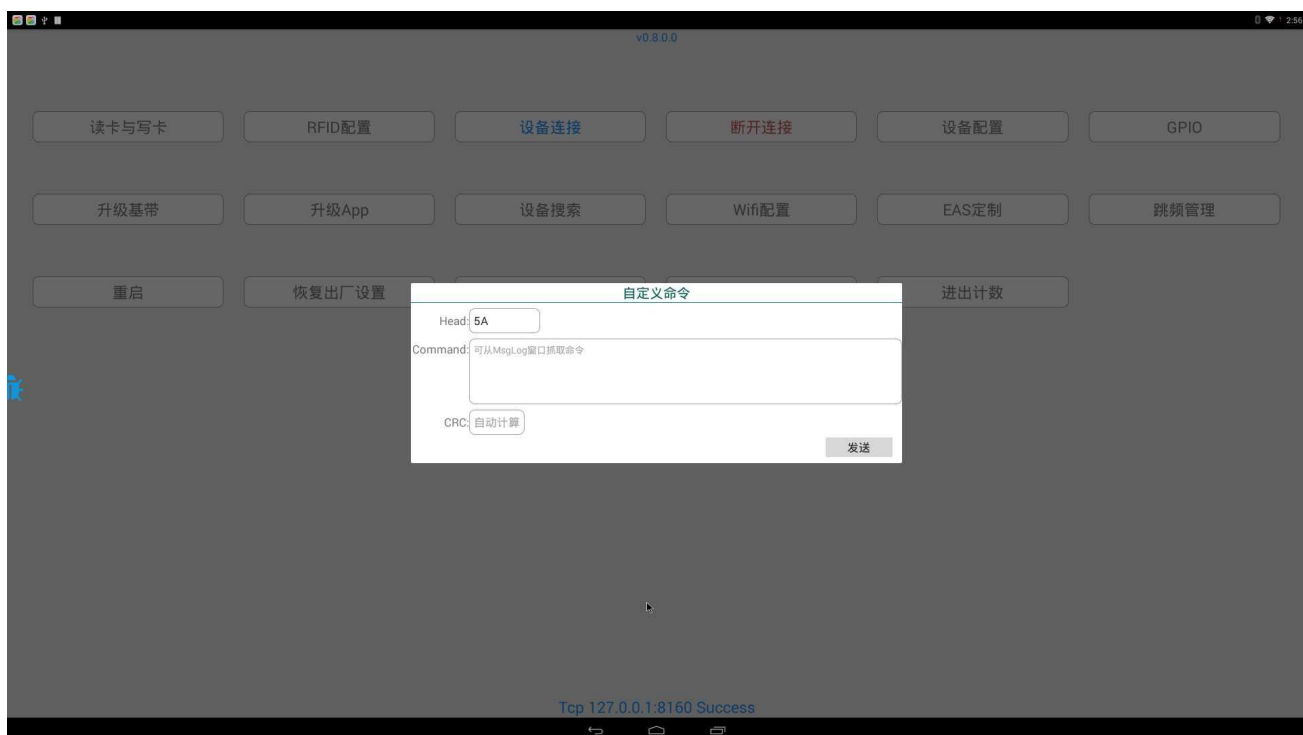 2:56
v0.8.0.0
读卡与写卡
RFID配置
设备连接
断开连接
设备配置
GPIO
升级基带
升级App
设备搜索
Wifi配置
EAS定制
跳频管理
重启
恢复出厂设置
进出计数
自定义命令
Head: 5A
Command: 可从MsgLog窗口抓取命令
CRC: 自动计算
发送
Tcp 127.0.0.1:8160 Success